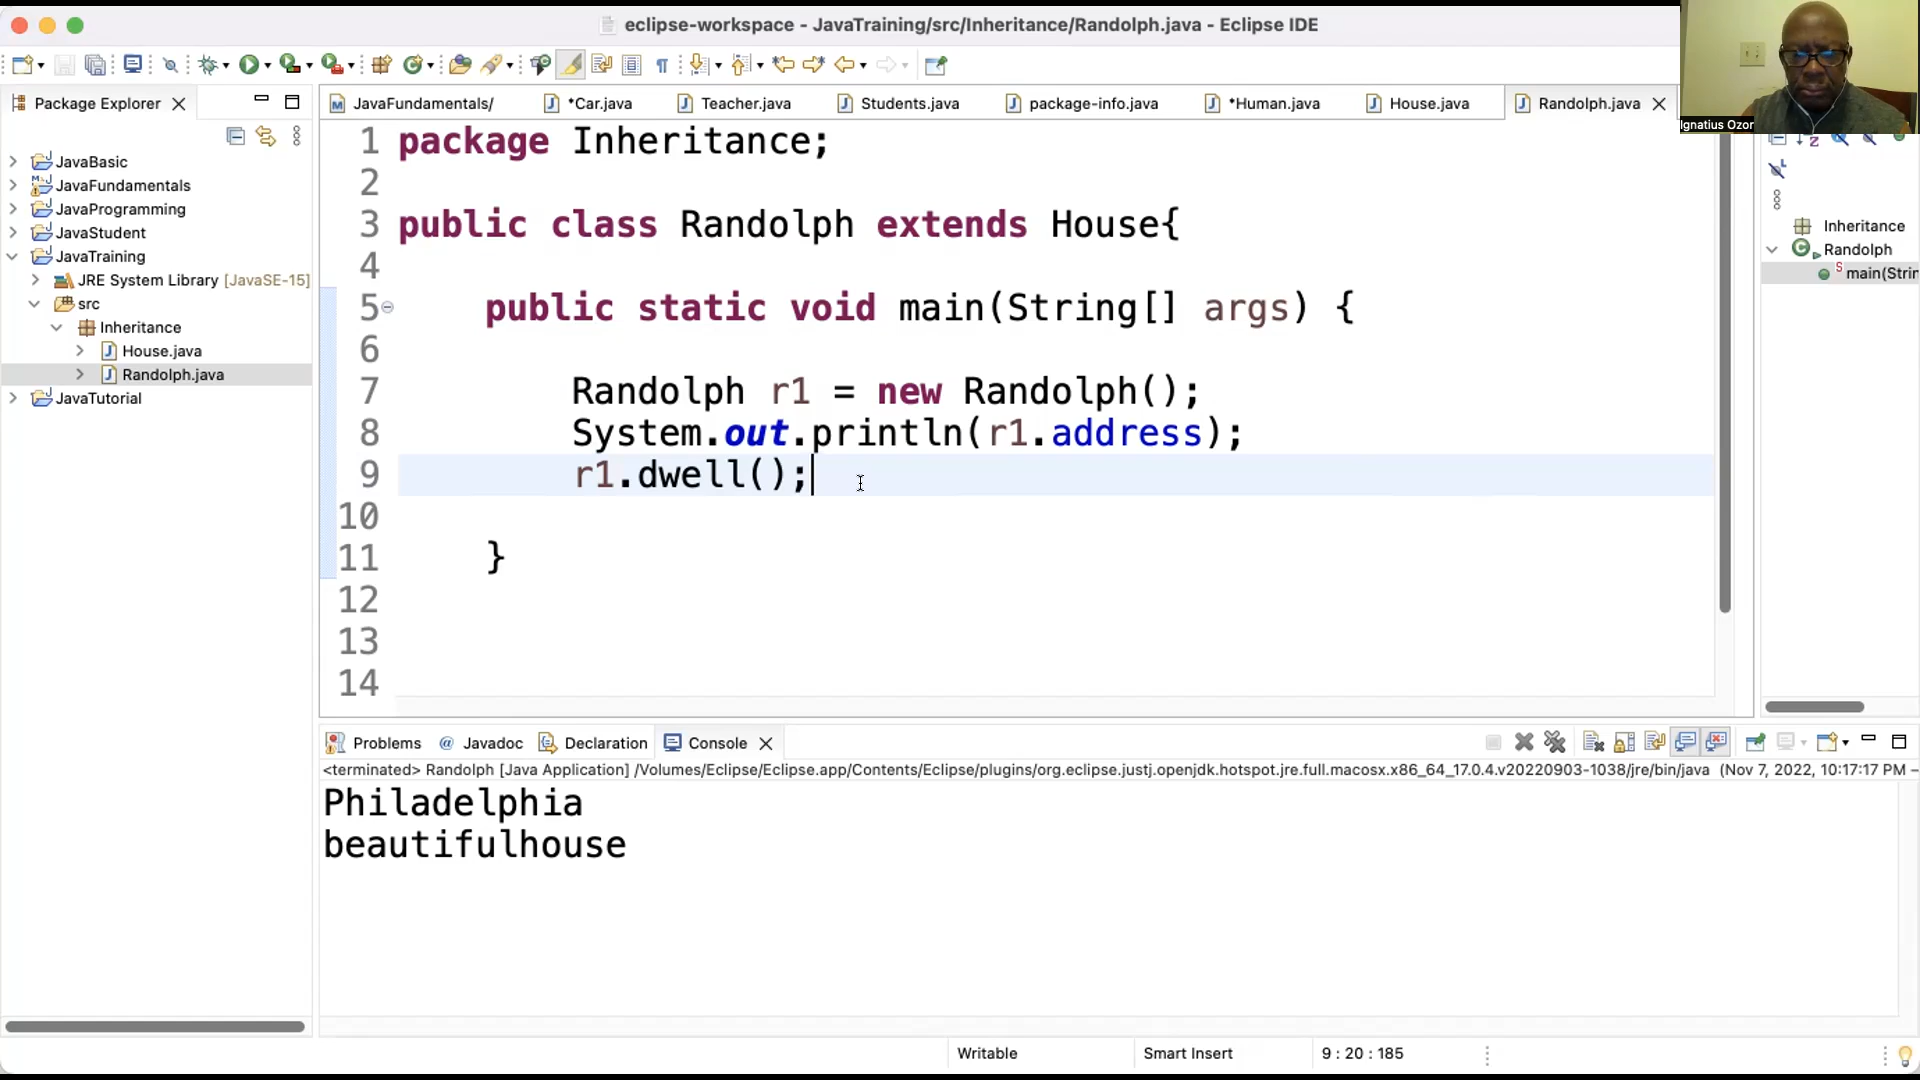 eclipse-workspace - JavaTraining/src/Inheritance/Randolph.java - Eclipse IDE
Ignatius Ozor
Package Explorer
JavaFundamentals/
*Car.java
Teacher.java
Students.java
package-info.java
*Human.java
House.java
Randolph.java
JavaBasic
JavaFundamentals
JavaProgramming
JavaStudent
JavaTraining
JRE System Library [JavaSE-15]
src
Inheritance
House.java
Randolph.java
JavaTutorial
1 package Inheritance;
2
3 public class Randolph extends House{
4
5 public static void main(String[] args) {
6
7 Randolph r1 = new Randolph();
8 System.out.println(r1.address);
9 r1.dwell();
10
11 }
12
13
14
Inheritance
Randolph
main(Strin
Problems
@ Javadoc
Declaration
Console
<terminated> Randolph [Java Application] /Volumes/Eclipse/Eclipse.app/Contents/Eclipse/plugins/org.eclipse.justj.openjdk.hotspot.jre.full.macosx.x86_64_17.0.4.v20220903-1038/jre/bin/java (Nov 7, 2022, 10:17:17 PM –
Philadelphia
beautifulhouse
Writable
Smart Insert
9 : 20 : 185